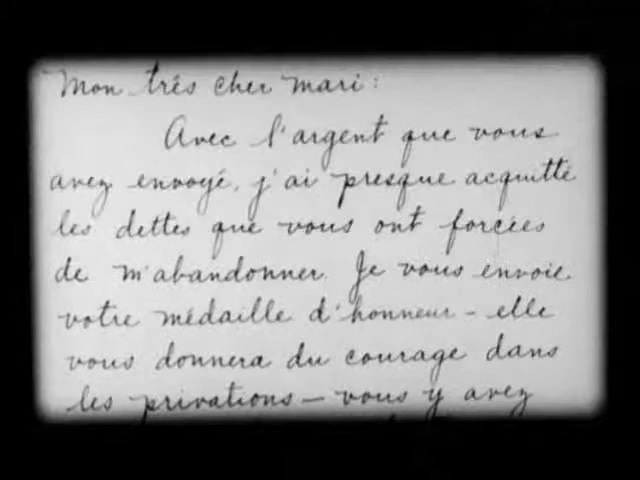 Mon très cher mari:
Avec l'argent que vous
avez envoyé, j'ai presque acquitté
les dettes que vous ont forcées
de m'abandonner. Je vous envoie
votre médaille d'honneur - elle
vous donnera du courage dans
les privations - vous y avez